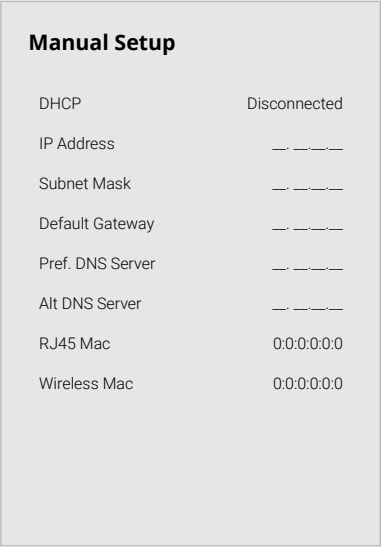 Manual Setup
DHCP Disconnected
IP Address __. __.__.__
Subnet Mask __. __.__.__
Default Gateway __. __.__.__
Pref. DNS Server __. __.__.__
Alt DNS Server __. __.__.__
RJ45 Mac 0:0:0:0:0:0
Wireless Mac 0:0:0:0:0:0